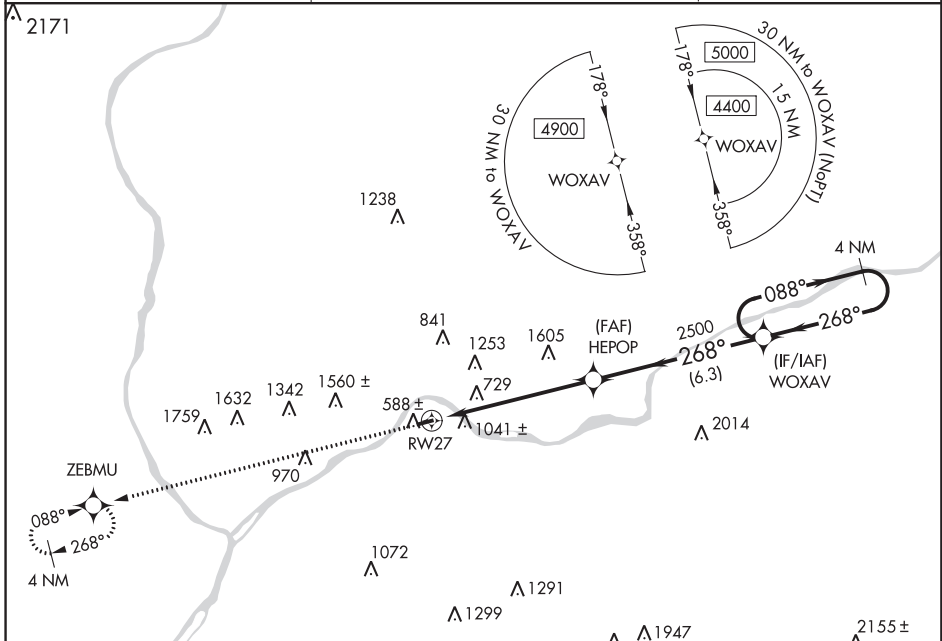 2171
30 NM to WOXAV
178°
4900
WOXAV
358°
30 NM to WOXAV (NoPT)
178°
5000
15 NM
4400
WOXAV
358°
1238
4 NM
088°
268°
841
1253
1605
(FAF)
HEPOP
2500
268°
(6.3)
(IF/IAF)
WOXAV
729
1759
1632
1342
1560 ±
588 ±
RW27
1041 ±
2014
970
ZEBMU
088°
268°
4 NM
1072
1291
1299
1947
2155 ±